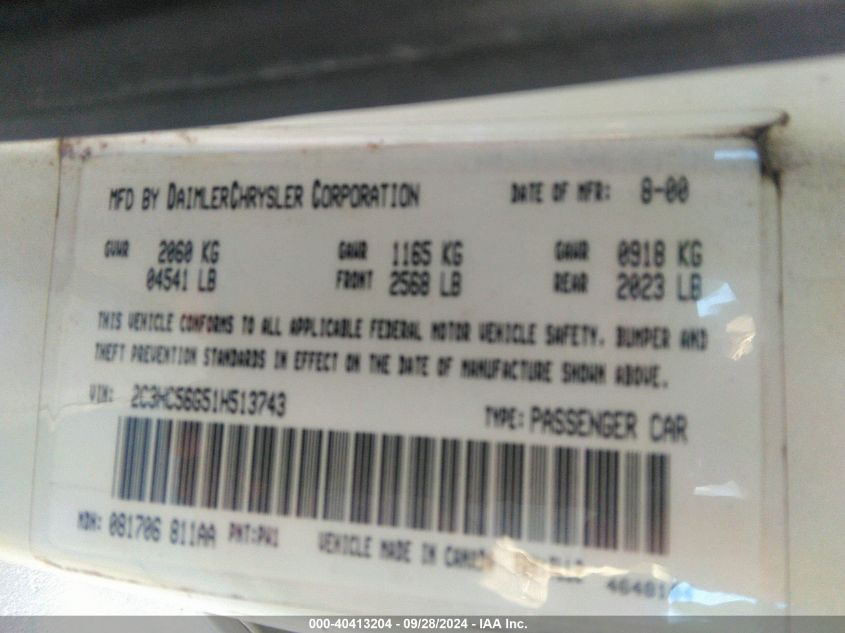 MFD BY DAIMLERCHRYSLER CORPORATION DATE OF MFR: 8-00
GVWR 2060 KG GAWR 1165 KG GAWR 0918 KG
04541 LB FRONT 2568 LB REAR 2023 LB
THIS VEHICLE CONFORMS TO ALL APPLICABLE FEDERAL MOTOR VEHICLE SAFETY, BUMPER AND
THEFT PREVENTION STANDARDS IN EFFECT ON THE DATE OF MANUFACTURE SHOWN ABOVE.
VIN: 2C3HC56G51H513743 TYPE: PASSENGER CAR
MDH: 081706 811AA PNT: PW1 VEHICLE MADE IN
000-40413204 - 09/28/2024 - IAA Inc.